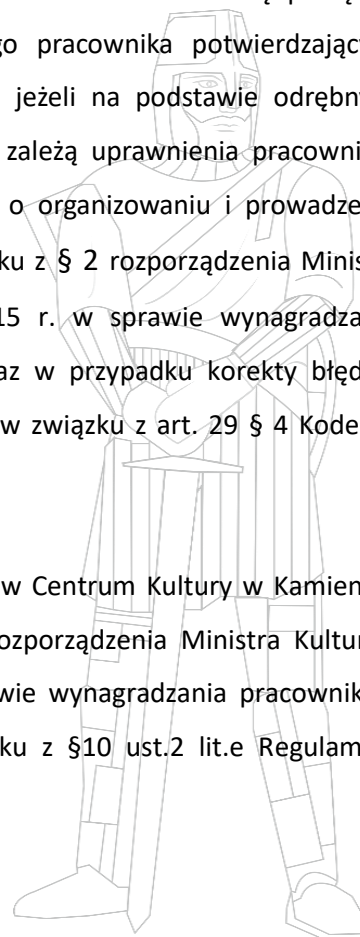 go pracownika potwierdzając
jeżeli na podstawie odrębn
zależą uprawnienia pracowni
o organizowaniu i prowadze
ku z § 2 rozporządzenia Minis
15 r. w sprawie wynagradza
az w przypadku korekty błęd
w związku z art. 29 § 4 Kode
w Centrum Kultury w Kamien
ozporządzenia Ministra Kultur
wie wynagradzania pracownik
ku z §10 ust.2 lit.e Regulam